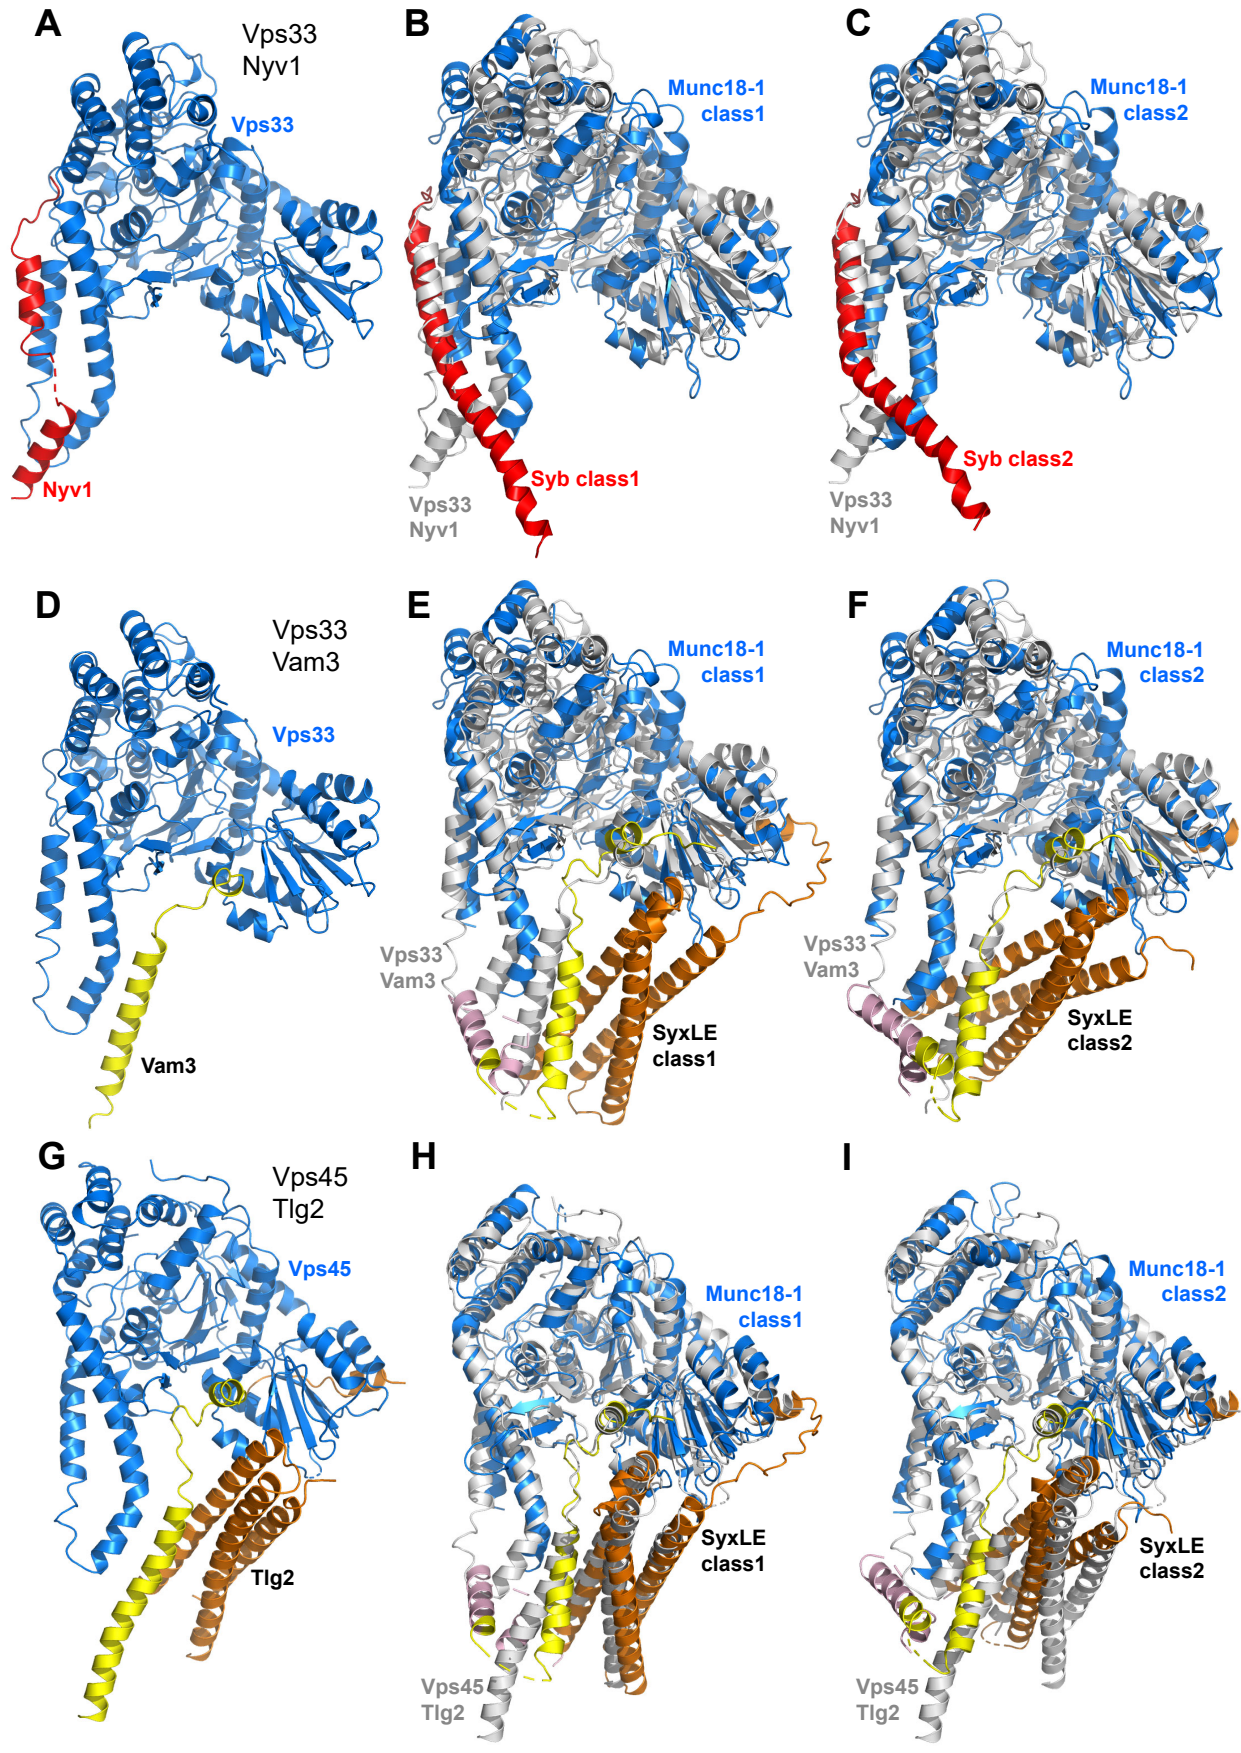 A
Vps33
Nyv1
Vps33
Nyv1
B
Munc18-1
class1
Syb class1
Vps33
Nyv1
C
Munc18-1
class2
Syb class2
Vps33
Nyv1
D
Vps33
Vam3
Vps33
Vam3
E
Munc18-1
class1
Vps33
Vam3
SyxLE
class1
F
Munc18-1
class2
Vps33
Vam3
SyxLE
class2
G
Vps45
Tlg2
Vps45
Tlg2
H
Munc18-1
class1
SyxLE
class1
Vps45
Tlg2
I
Munc18-1
class2
SyxLE
class2
Vps45
Tlg2